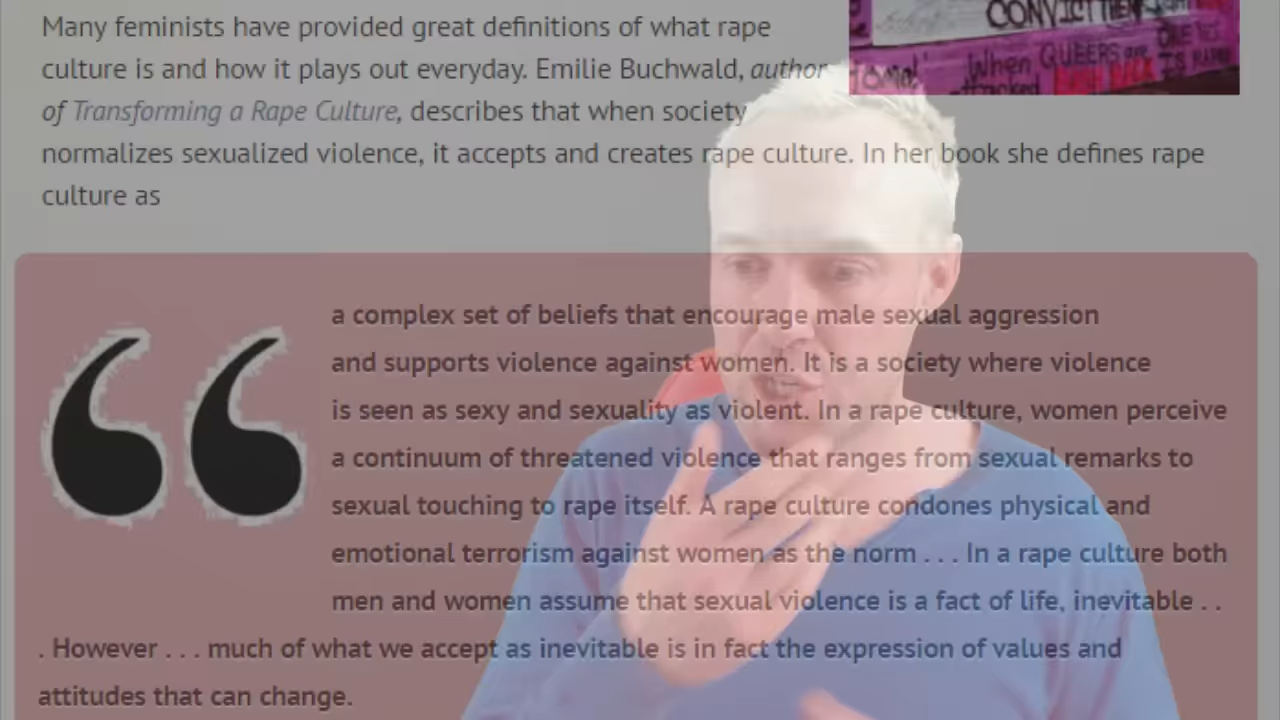 Many feminists have provided great definitions of what rape
culture is and how it plays out everyday. Emilie Buchwald, author
of Transforming a Rape Culture, describes that when society
normalizes sexualized violence, it accepts and creates rape culture. In her book she defines rape
culture as
CONVICT
When QUEERS are
IS
“
a complex set of beliefs that encourage male sexual aggression
and supports violence against women. It is a society where violence
is seen as sexy and sexuality as violent. In a rape culture, women perceive
a continuum of threatened violence that ranges from sexual remarks to
sexual touching to rape itself. A rape culture condones physical and
emotional terrorism against women as the norm . . . In a rape culture both
men and women assume that sexual violence is a fact of life, inevitable . .
. However . . . much of what we accept as inevitable is in fact the expression of values and
attitudes that can change.